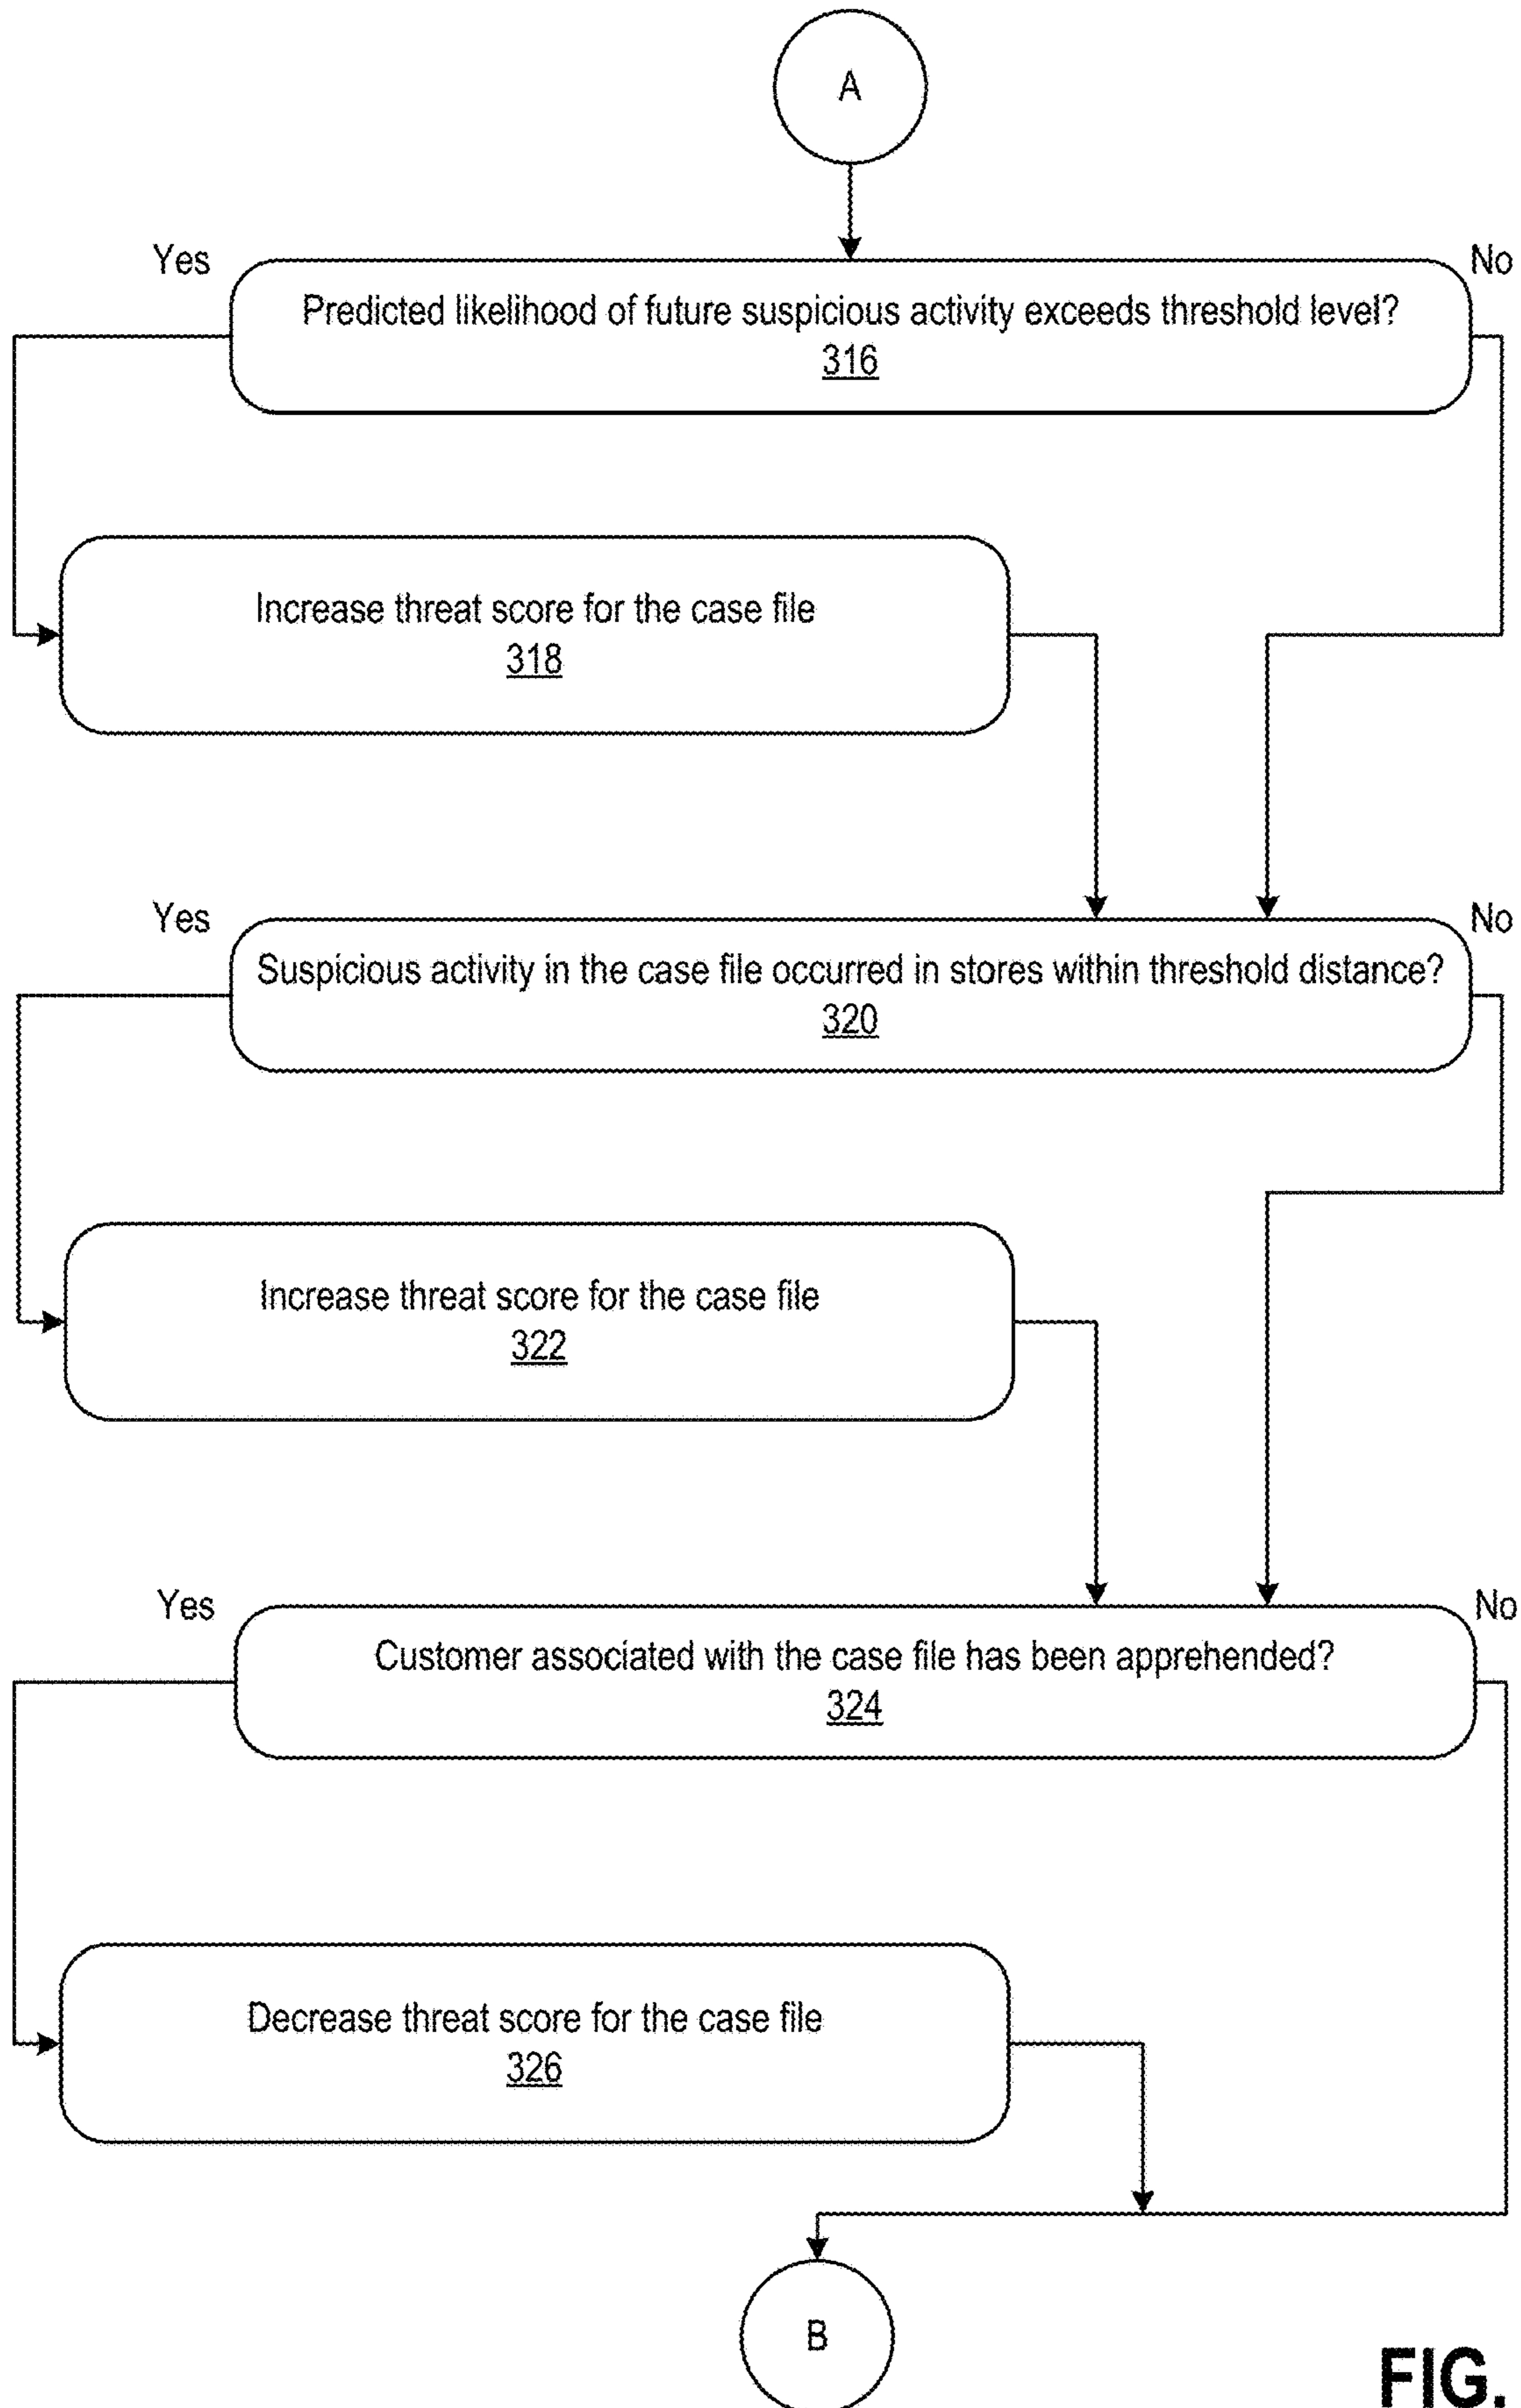 A
Yes
No
Predicted likelihood of future suspicious activity exceeds threshold level?
316
Increase threat score for the case file
318
Yes
No
Suspicious activity in the case file occurred in stores within threshold distance?
320
Increase threat score for the case file
322
Yes
No
Customer associated with the case file has been apprehended?
324
Decrease threat score for the case file
326
B
FIG.